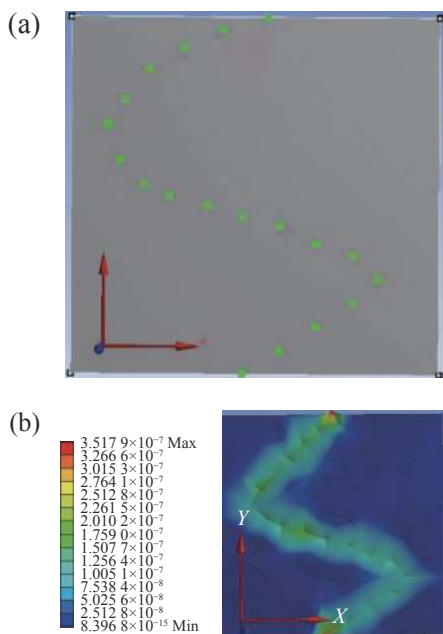 (a)
(b)
3.517 9×10⁻⁷ Max
3.266 6×10⁻⁷
3.015 3×10⁻⁷
2.764 1×10⁻⁷
2.512 8×10⁻⁷
2.261 5×10⁻⁷
2.010 2×10⁻⁷
1.759 0×10⁻⁷
1.507 7×10⁻⁷
1.256 4×10⁻⁷
1.005 1×10⁻⁷
7.538 4×10⁻⁸
5.025 6×10⁻⁸
2.512 8×10⁻⁸
8.396 8×10⁻¹⁵ Min
Y
X